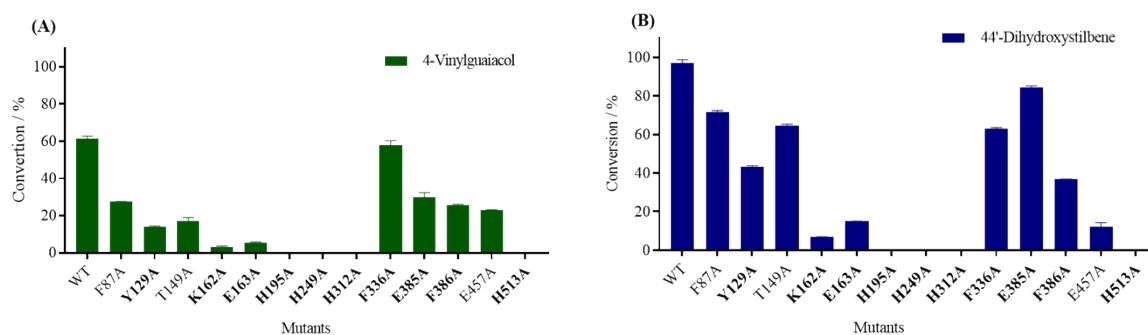 (A)
4-Vinylguaiacol
Convertion / %
100
80
60
40
20
0
WT
F87A
Y129A
T149A
K162A
E163A
H195A
H249A
H312A
F336A
E385A
F386A
E457A
H513A
Mutants
(B)
44'-Dihydroxystilbene
Conversion / %
100
80
60
40
20
0
WT
F87A
Y129A
T149A
K162A
E163A
H195A
H249A
H312A
F336A
E385A
F386A
E457A
H513A
Mutants